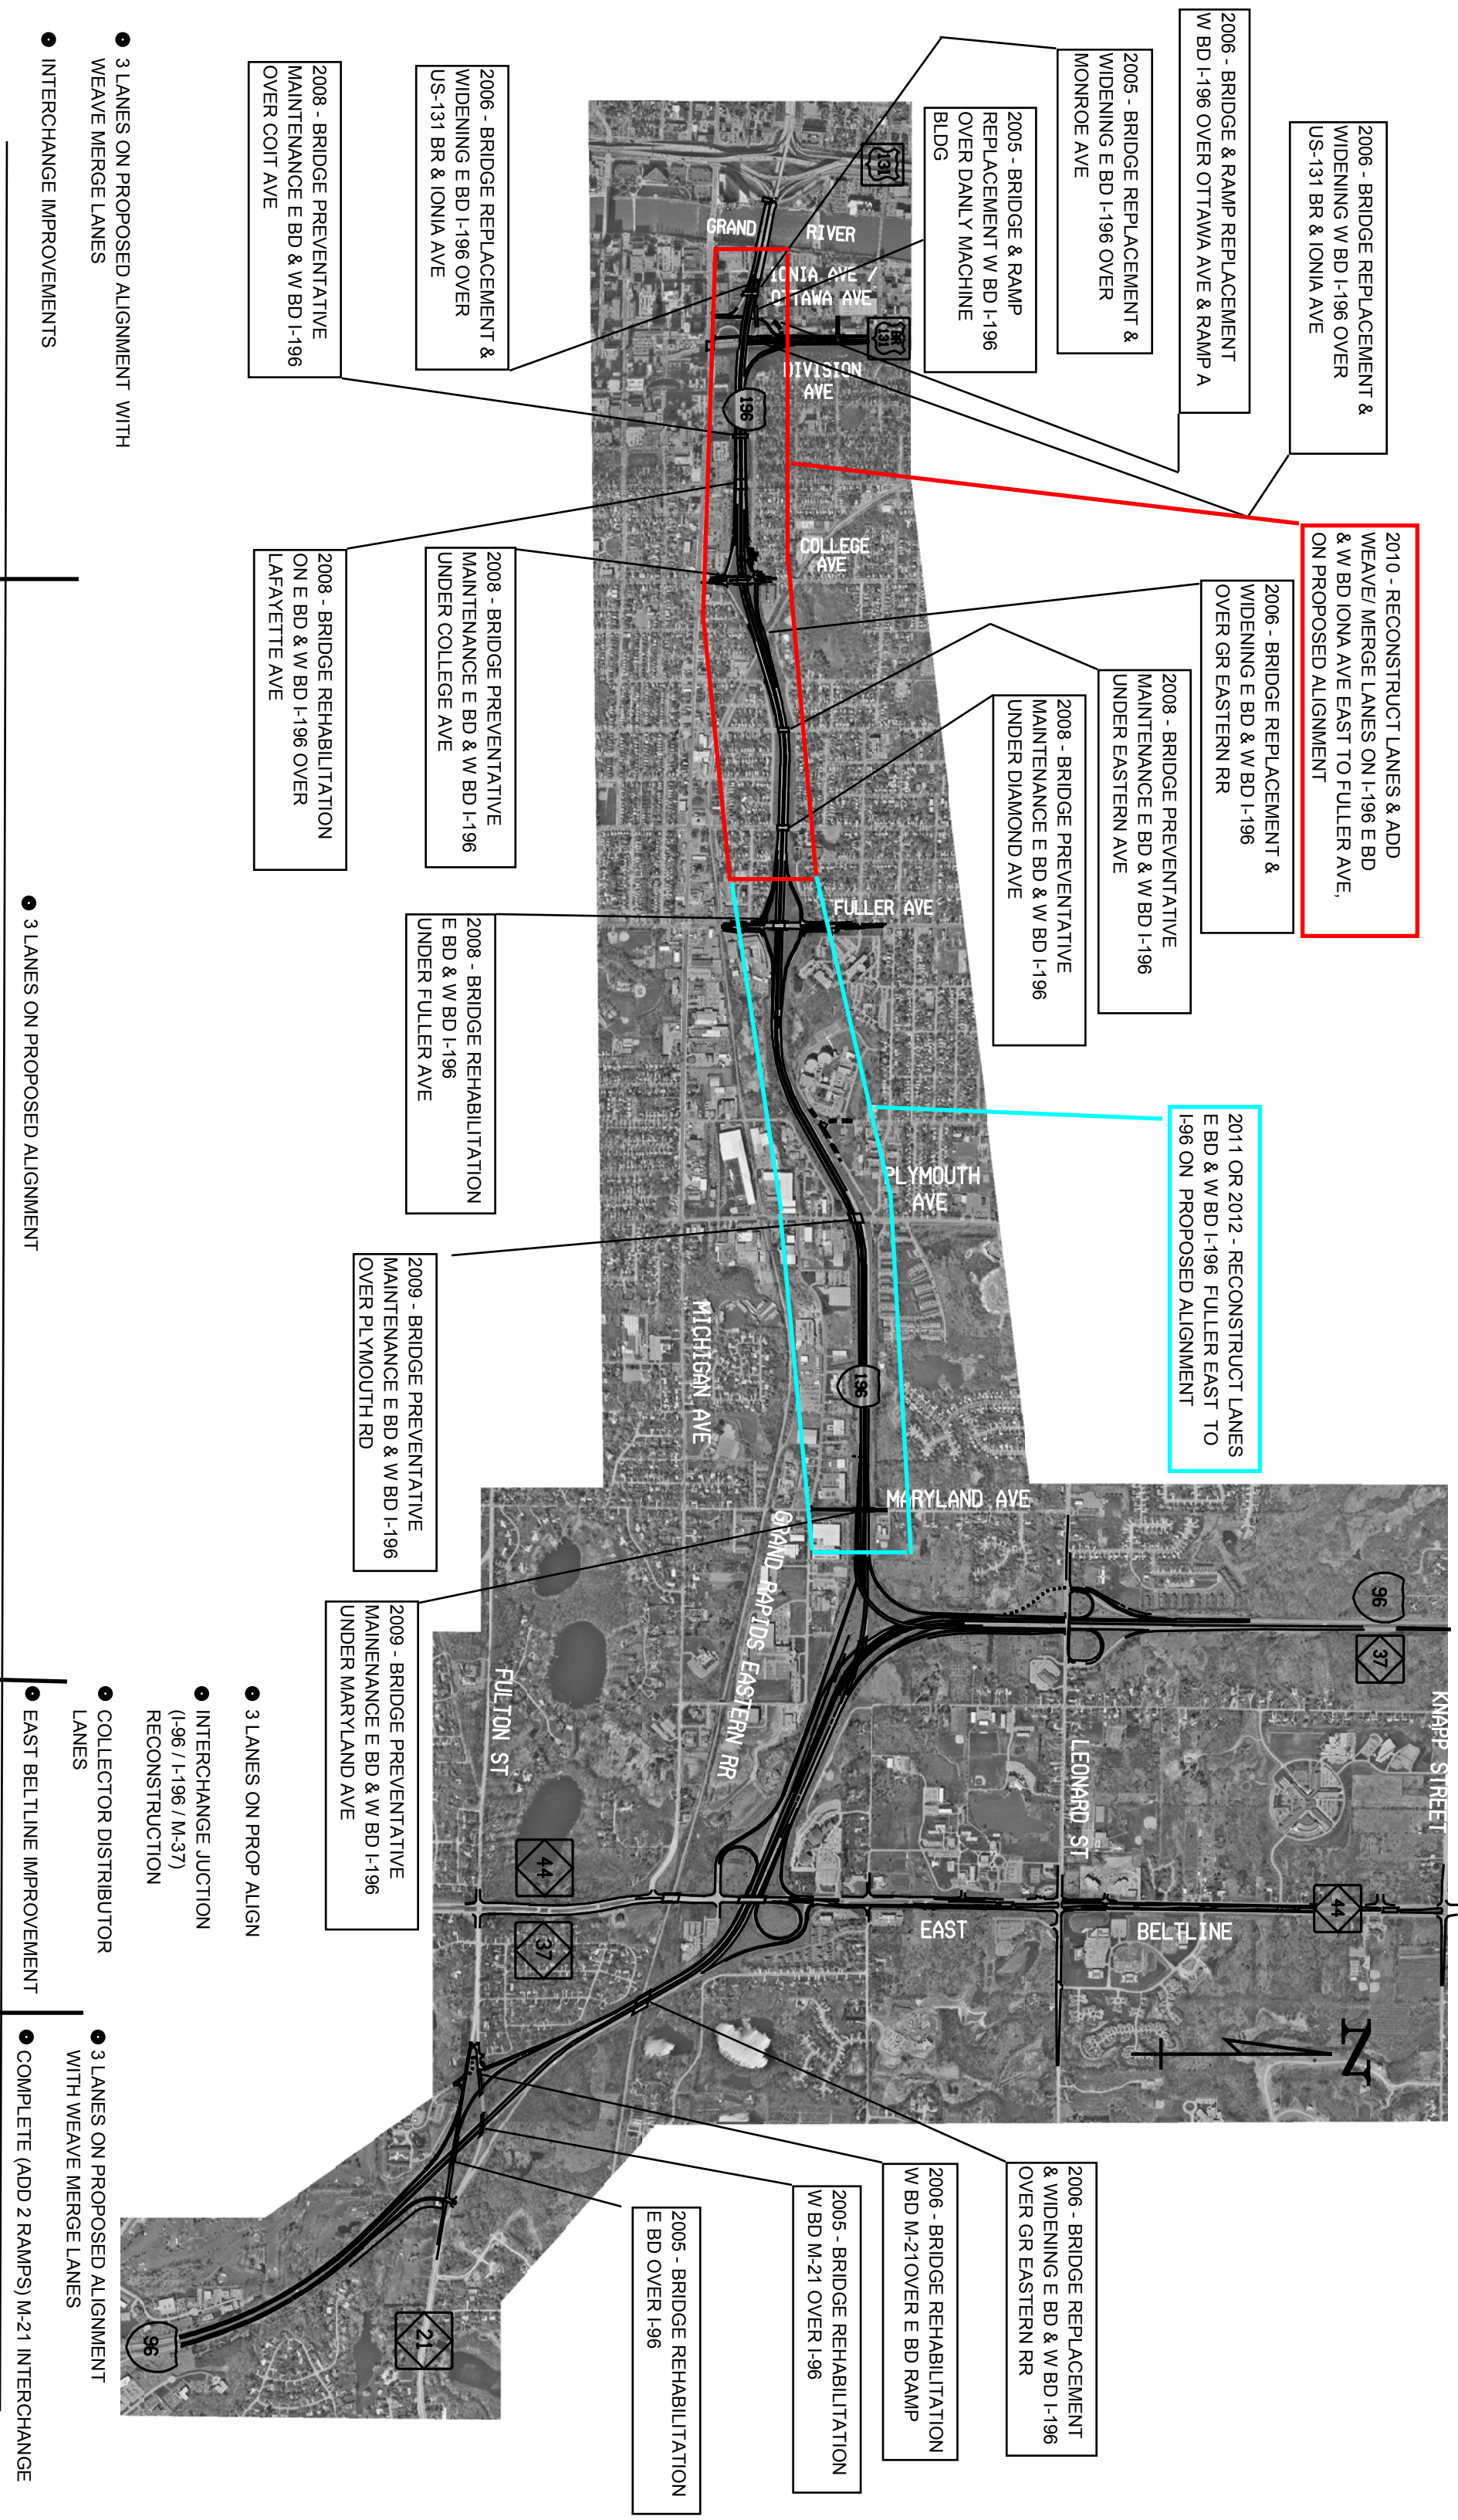 2006 - BRIDGE REPLACEMENT &
WIDENING W BD I-196 OVER
US-131 BR & IONIA AVE
2006 - BRIDGE & RAMP REPLACEMENT
W BD I-196 OVER OTTAWA AVE & RAMP A
2005 - BRIDGE REPLACEMENT &
WIDENING E BD I-196 OVER
MONROE AVE
2005 - BRIDGE & RAMP
REPLACEMENT W BD I-196
OVER DANLY MACHINE
BLDG
2010 - RECONSTRUCT LANES & ADD
WEAVE/ MERGE LANES ON I-196 E BD
& W BD IONA AVE EAST TO FULLER AVE,
ON PROPOSED ALIGNMENT
2006 - BRIDGE REPLACEMENT &
WIDENING E BD & W BD I-196
OVER GR EASTERN RR
2008 - BRIDGE PREVENTATIVE
MAINTENANCE E BD & W BD I-196
UNDER EASTERN AVE
2008 - BRIDGE PREVENTATIVE
MAINTENANCE E BD & W BD I-196
UNDER DIAMOND AVE
2011 OR 2012 - RECONSTRUCT LANES
E BD & W BD I-196 FULLER EAST TO
I-96 ON PROPOSED ALIGNMENT
131
GRAND RIVER
IONIA AVE /
OTTAWA AVE
BR
131
DIVISION
AVE
196
COLLEGE
AVE
FULLER AVE
PLYMOUTH
AVE
MICHIGAN AVE
196
MARYLAND AVE
GRAND RAPIDS EASTERN RR
96
37
KNAPP STREET
LEONARD ST
FULTON ST
44
37
44
EAST BELTLINE
N
21
96
2006 - BRIDGE REPLACEMENT &
WIDENING E BD I-196 OVER
US-131 BR & IONIA AVE
2008 - BRIDGE PREVENTATIVE
MAINTENANCE E BD & W BD I-196
OVER COIT AVE
2008 - BRIDGE PREVENTATIVE
MAINTENANCE E BD & W BD I-196
UNDER COLLEGE AVE
2008 - BRIDGE REHABILITATION
ON E BD & W BD I-196 OVER
LAFAYETTE AVE
2008 - BRIDGE REHABILITATION
E BD & W BD I-196
UNDER FULLER AVE
2009 - BRIDGE PREVENTATIVE
MAINTENANCE E BD & W BD I-196
OVER PLYMOUTH RD
2009 - BRIDGE PREVENTATIVE
MAINENANCE E BD & W BD I-196
UNDER MARYLAND AVE
2006 - BRIDGE REPLACEMENT
& WIDENING E BD & W BD I-196
OVER GR EASTERN RR
2006 - BRIDGE REHABILITATION
W BD M-21OVER E BD RAMP
2005 - BRIDGE REHABILITATION
W BD M-21 OVER I-96
2005 - BRIDGE REHABILITATION
E BD OVER I-96
3 LANES ON PROPOSED ALIGNMENT WITH
WEAVE MERGE LANES
INTERCHANGE IMPROVEMENTS
3 LANES ON PROPOSED ALIGNMENT
3 LANES ON PROP ALIGN
INTERCHANGE JUCTION
(I-96 / I-196 / M-37)
RECONSTRUCTION
COLLECTOR DISTRIBUTOR
LANES
EAST BELTLINE IMPROVEMENT
3 LANES ON PROPOSED ALIGNMENT
WITH WEAVE MERGE LANES
COMPLETE (ADD 2 RAMPS) M-21 INTERCHANGE